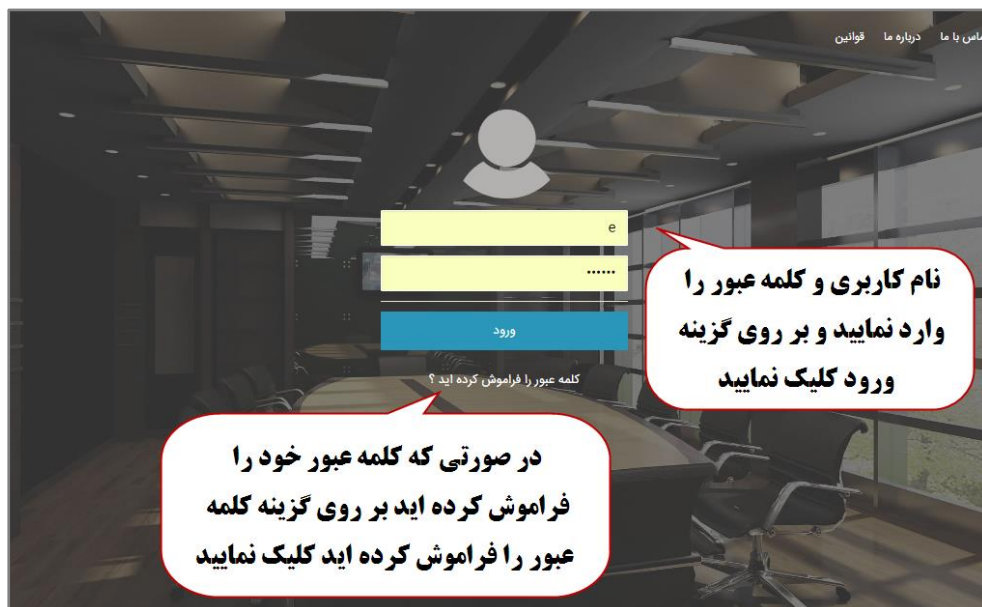 تماس با ما   درباره ما   قوانین
e
••••••
نام کاربری و کلمه عبور را
وارد نمایید و بر روی گزینه
ورود کلیک نمایید
ورود
کلمه عبور را فراموش کرده اید ؟
در صورتی که کلمه عبور خود را
فراموش کرده اید بر روی گزینه کلمه
عبور را فراموش کرده اید کلیک نمایید